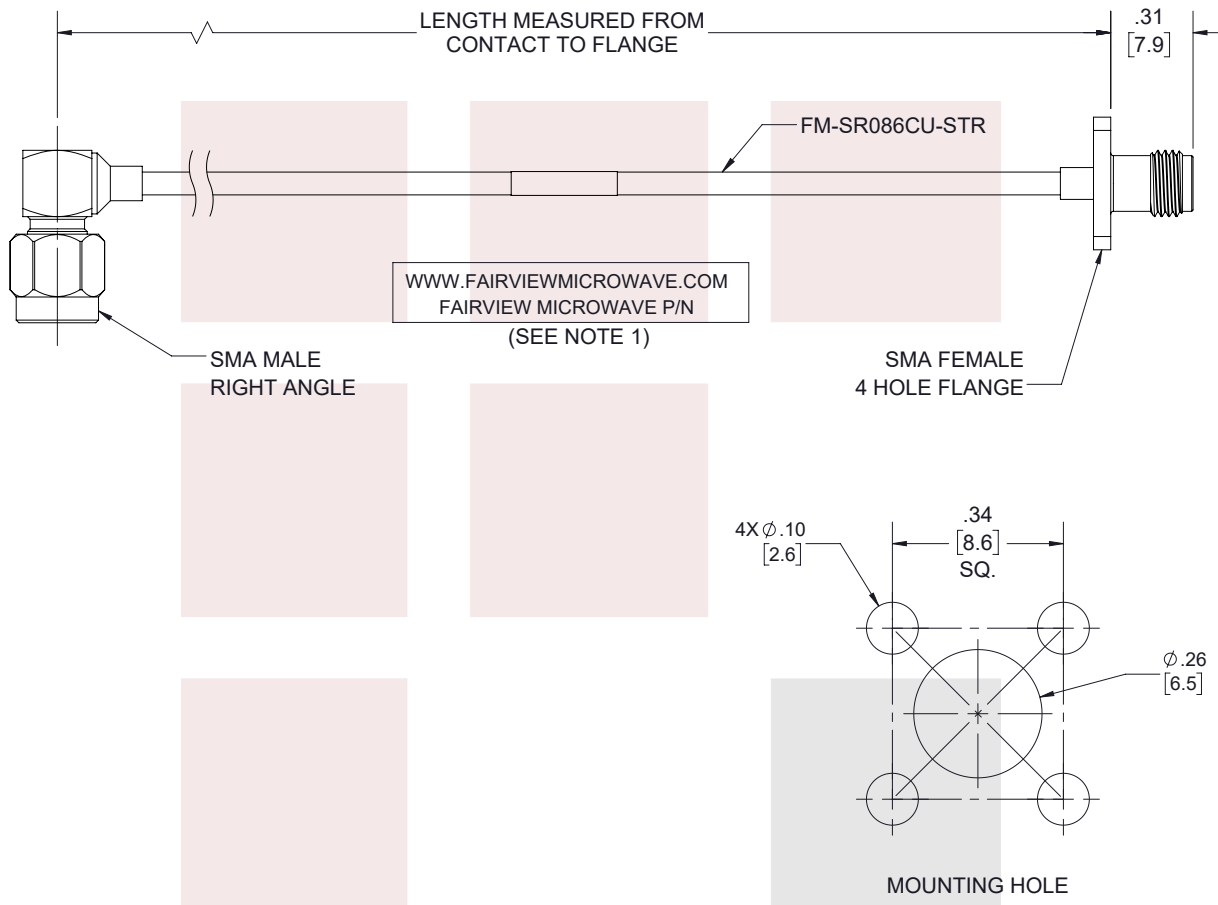 LENGTH MEASURED FROM
CONTACT TO FLANGE
.31
[7.9]
FM-SR086CU-STR
WWW.FAIRVIEWMICROWAVE.COM
FAIRVIEW MICROWAVE P/N
(SEE NOTE 1)
SMA MALE
RIGHT ANGLE
SMA FEMALE
4 HOLE FLANGE
4X ⌀.10
[2.6]
.34
[8.6]
SQ.
⌀.26
[6.5]
MOUNTING HOLE